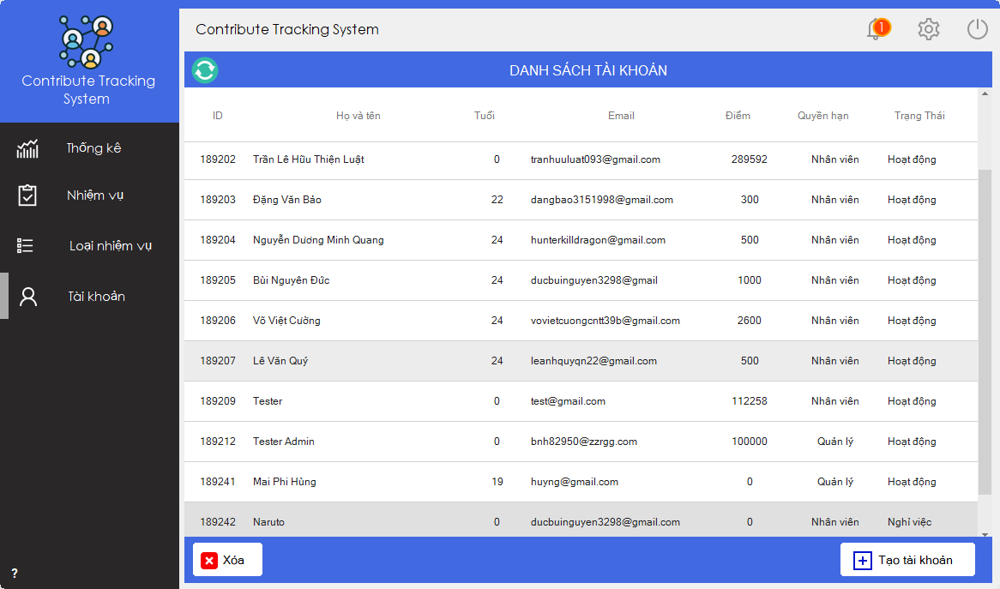 Contribute Tracking System
1
Contribute Tracking
System
Thống kê
Nhiệm vụ
Loại nhiệm vụ
Tài khoản
?
DANH SÁCH TÀI KHOẢN
ID Họ và tên Tuổi Email Điểm Quyền hạn Trạng Thái
189202 Trần Lê Hữu Thiện Luật 0 tranhuuluat093@gmail.com 289592 Nhân viên Hoạt động
189203 Đặng Văn Bảo 22 dangbao3151998@gmail.com 300 Nhân viên Hoạt động
189204 Nguyễn Dương Minh Quang 24 hunterkilldragon@gmail.com 500 Nhân viên Hoạt động
189205 Bùi Nguyên Đức 24 ducbuinguyen3298@gmail 1000 Nhân viên Hoạt động
189206 Võ Việt Cường 24 vovietcuongcntt39b@gmail.com 2600 Nhân viên Hoạt động
189207 Lê Văn Quý 24 leanhquyqn22@gmail.com 500 Nhân viên Hoạt động
189209 Tester 0 test@gmail.com 112258 Nhân viên Hoạt động
189212 Tester Admin 0 bnh82950@zzrgg.com 100000 Quản lý Hoạt động
189241 Mai Phi Hùng 19 huyng@gmail.com 0 Quản lý Hoạt động
189242 Naruto 0 ducbuinguyen3298@gmail.com 0 Nhân viên Nghỉ việc
Xóa
Tạo tài khoản